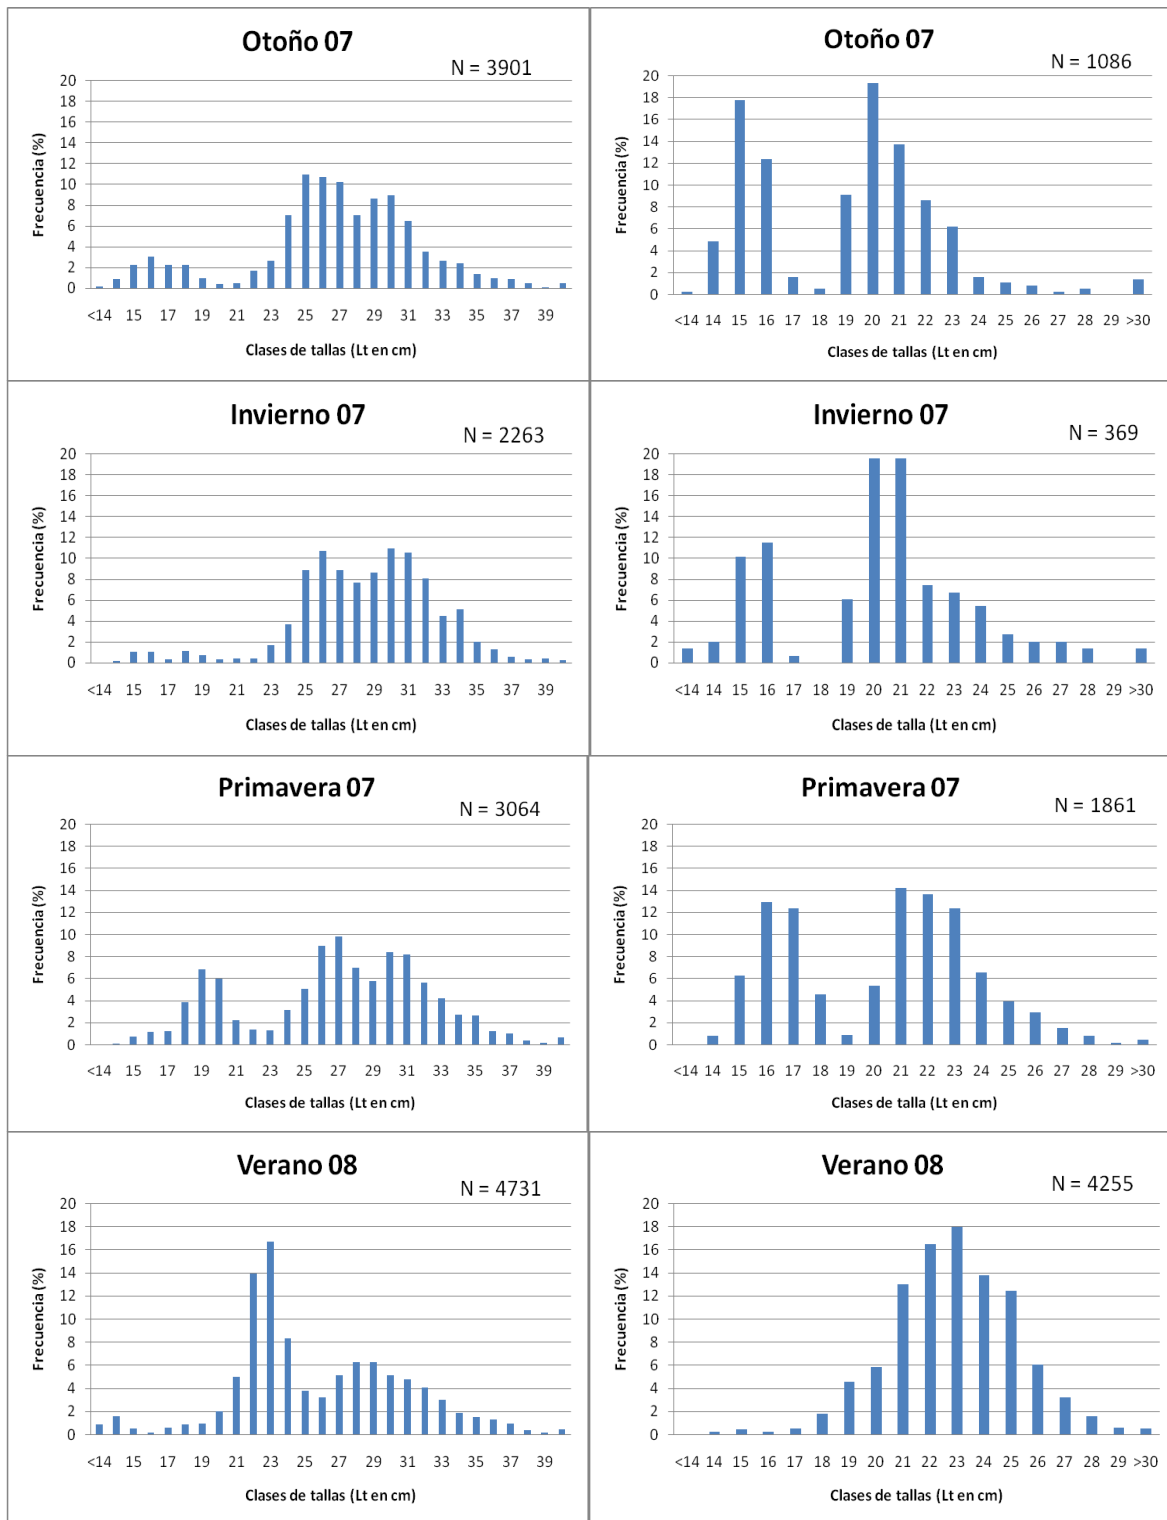 Otoño 07
N = 3901
20
18
16
14
12
10
8
6
4
2
0
Frecuencia (%)
<14 15 17 19 21 23 25 27 29 31 33 35 37 39
Clases de tallas (Lt en cm)
Otoño 07
N = 1086
20
18
16
14
12
10
8
6
4
2
0
Frecuencia (%)
<14 14 15 16 17 18 19 20 21 22 23 24 25 26 27 28 29 >30
Clases de tallas (Lt en cm)
Invierno 07
N = 2263
20
18
16
14
12
10
8
6
4
2
0
Frecuencia (%)
<14 15 17 19 21 23 25 27 29 31 33 35 37 39
Clases de tallas (Lt en cm)
Invierno 07
N = 369
20
18
16
14
12
10
8
6
4
2
0
Frecuencia (%)
<14 14 15 16 17 18 19 20 21 22 23 24 25 26 27 28 29 >30
Clases de talla (Lt en cm)
Primavera 07
N = 3064
20
18
16
14
12
10
8
6
4
2
0
Frecuencia (%)
<14 15 17 19 21 23 25 27 29 31 33 35 37 39
Clases de tallas (Lt en cm)
Primavera 07
N = 1861
20
18
16
14
12
10
8
6
4
2
0
Frecuencia (%)
<14 14 15 16 17 18 19 20 21 22 23 24 25 26 27 28 29 >30
Clases de talla (Lt en cm)
Verano 08
N = 4731
20
18
16
14
12
10
8
6
4
2
0
Frecuencia (%)
<14 15 17 19 21 23 25 27 29 31 33 35 37 39
Clases de tallas (Lt en cm)
Verano 08
N = 4255
20
18
16
14
12
10
8
6
4
2
0
Frecuencia (%)
<14 14 15 16 17 18 19 20 21 22 23 24 25 26 27 28 29 >30
Clases de tallas (Lt en cm)